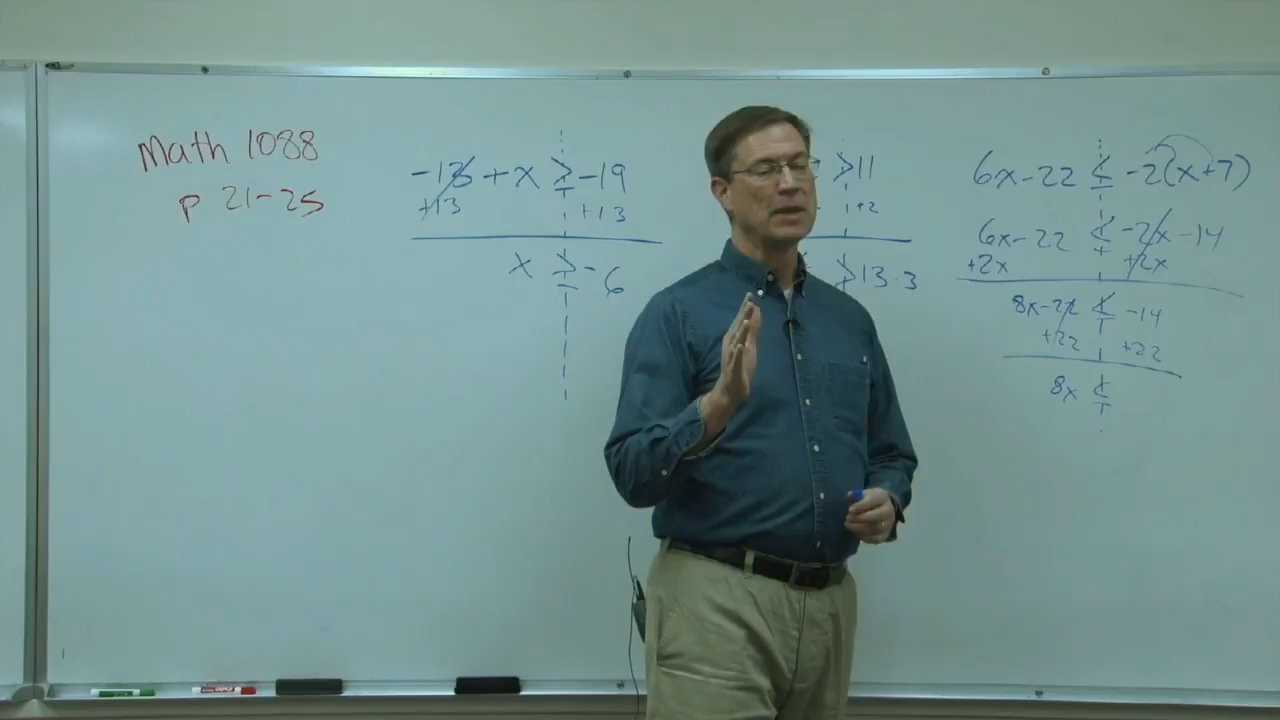 Math 1088
p 21-25
-13 + x ≥ -19
+13 +13
x ≥ -6
>11
+2
>13·3
6x-22 ≤ -2(x+7)
6x-22 ≤ -2x -14
+2x +2x
8x-22 ≤ -14
+22 +22
8x ≤